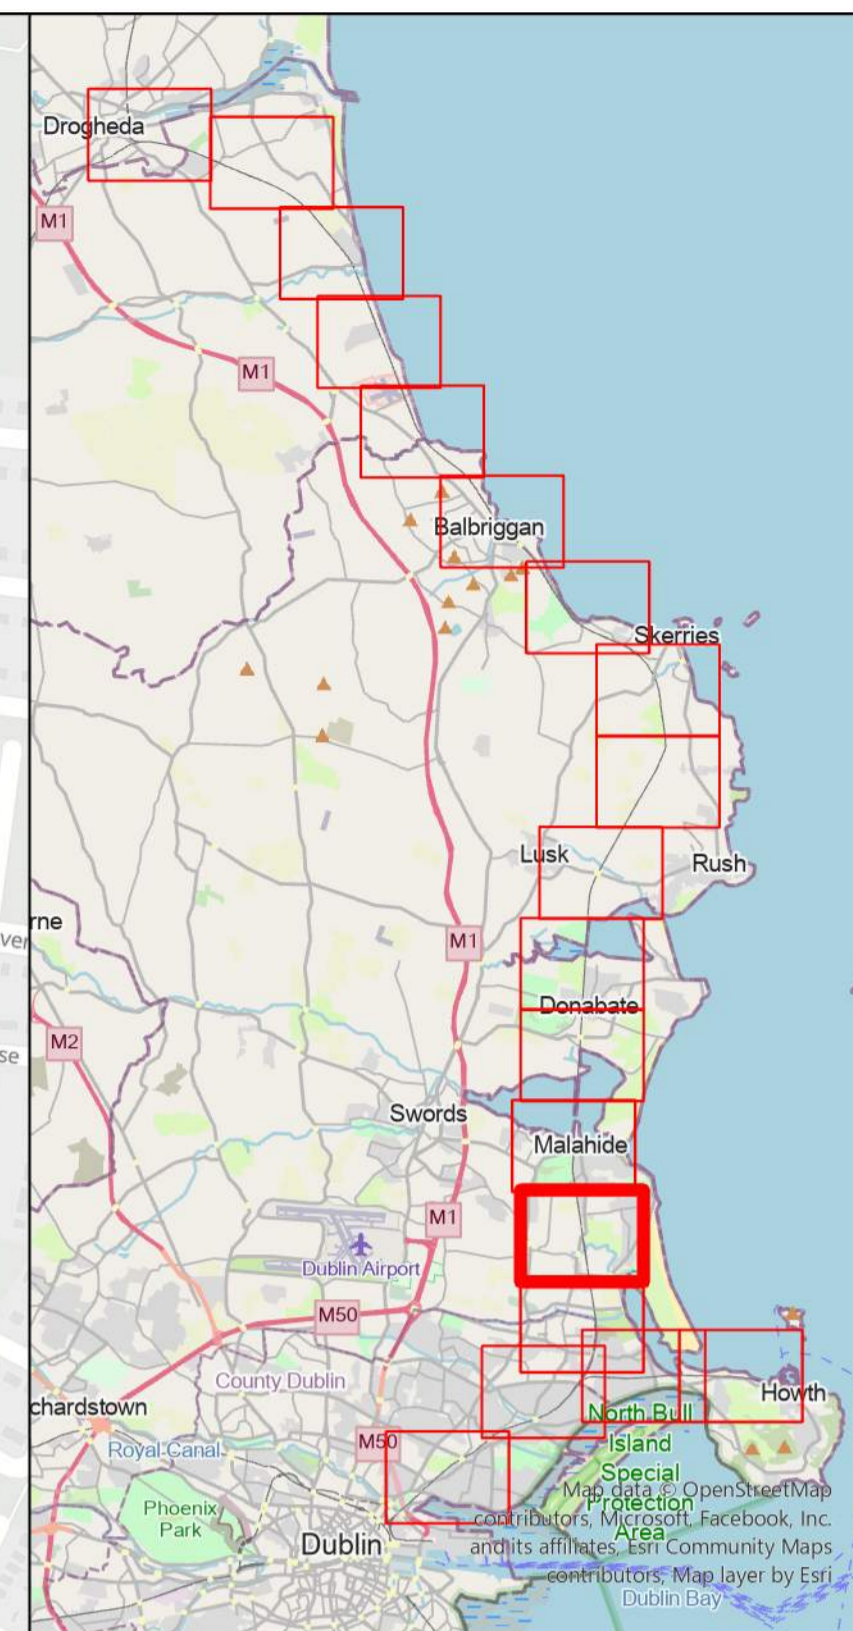 Drogheda
M1
M1
Balbriggan
Skerries
Lusk
Rush
rne
ver
M1
Donabate
M2
se
Swords
Malahide
M1
Dublin Airport
M50
County Dublin
chardstown
Howth
North Bull
Island
Special
Protection
Area
M50
Royal Canal
Phoenix
Park
Dublin
Map data © OpenStreetMap
contributors, Microsoft, Facebook, Inc.
and its affiliates, Esri Community Maps
contributors, Map layer by Esri
Dublin Bay